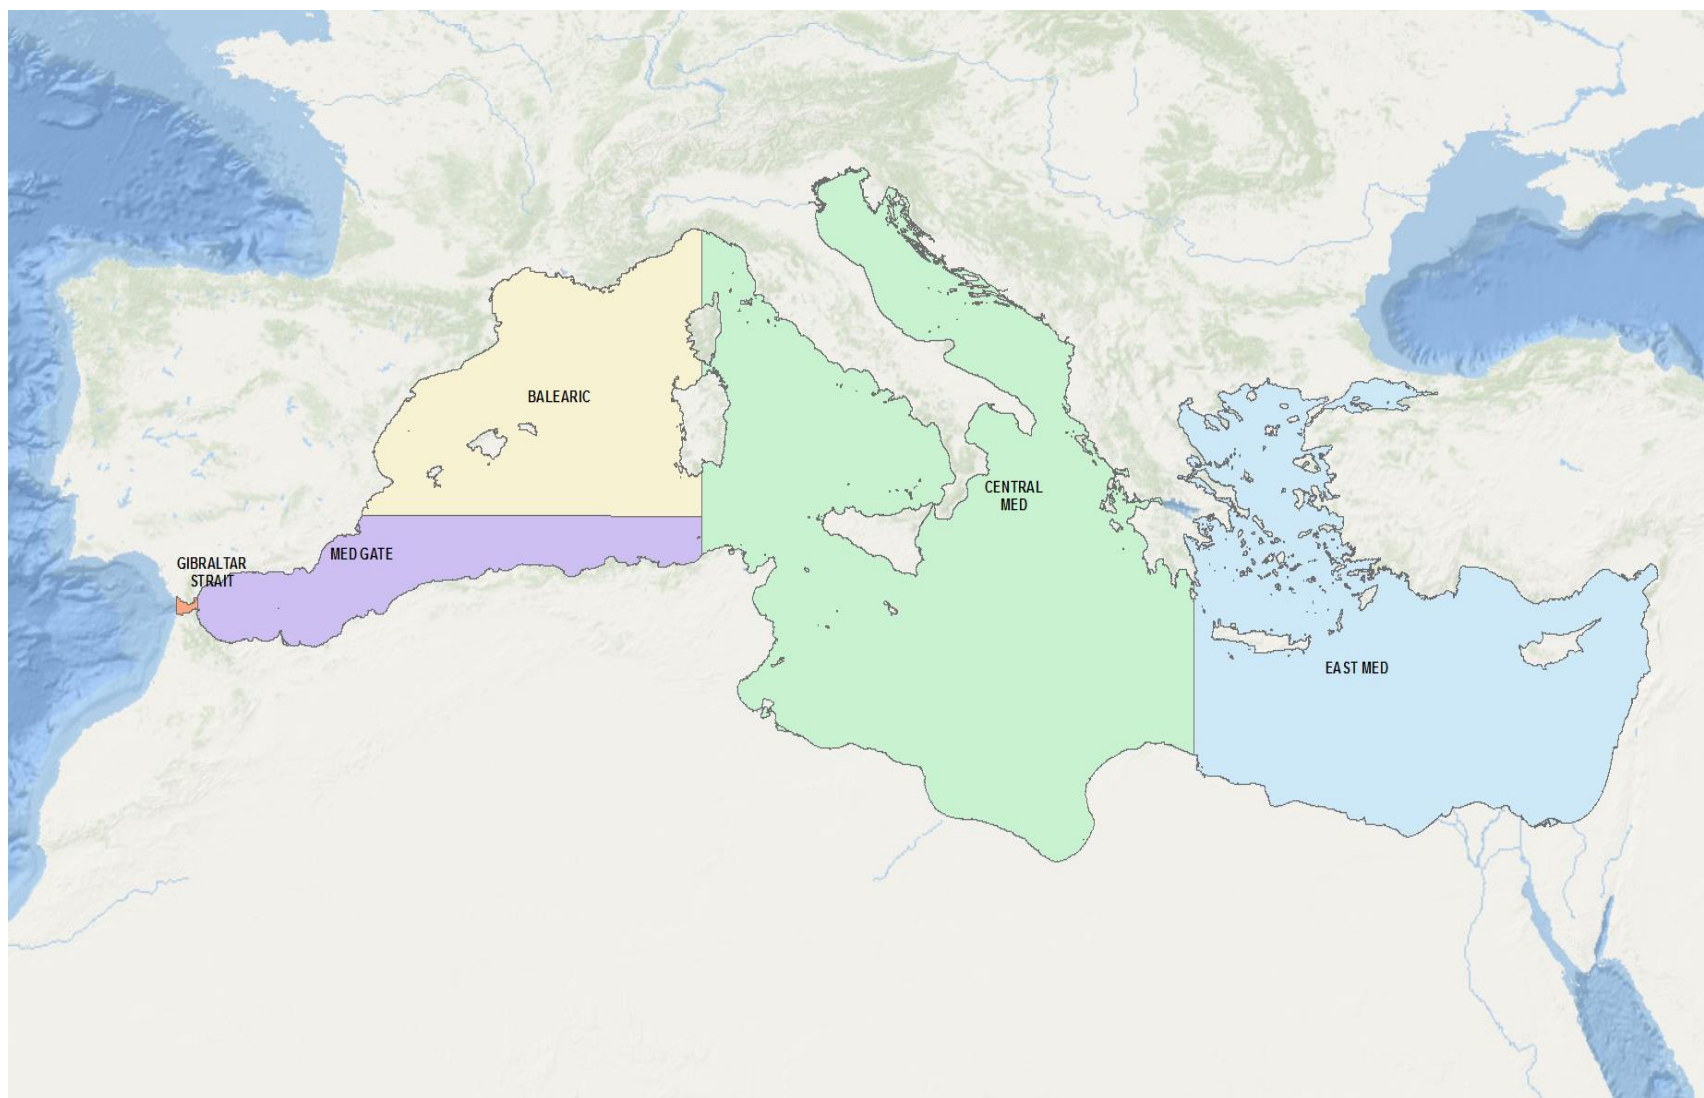 BALEARIC
CENTRAL
MED
MED GATE
GIBRALTAR
STRAIT
EAST MED